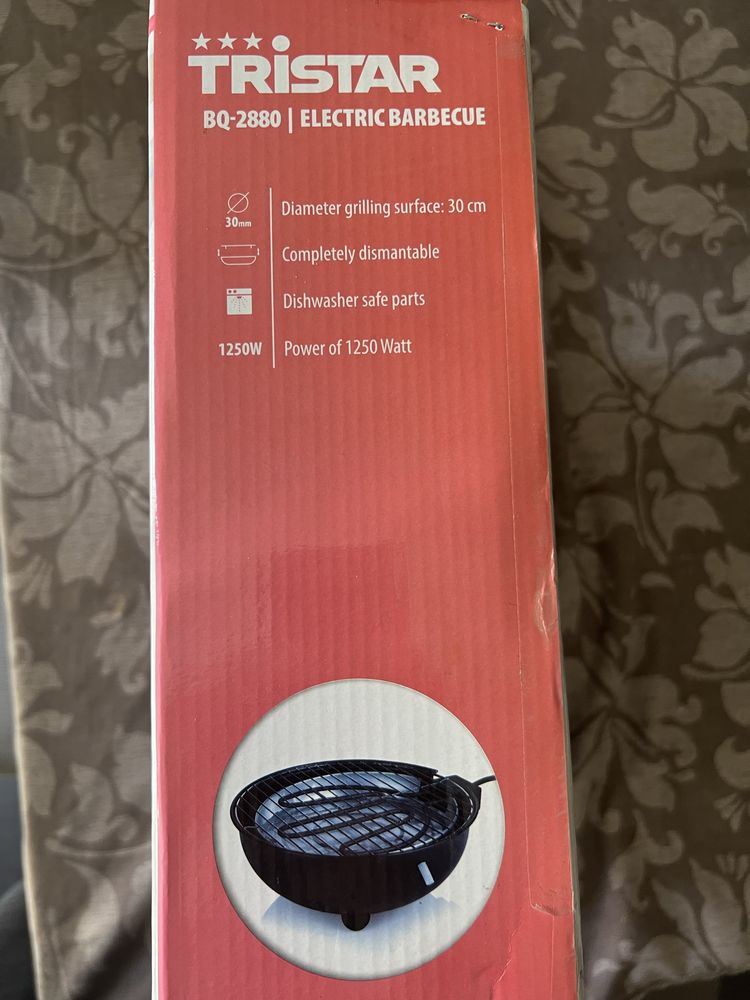 TRISTAR
BQ-2880 | ELECTRIC BARBECUE
30mm
Diameter grilling surface: 30 cm
Completely dismantable
Dishwasher safe parts
1250W
Power of 1250 Watt